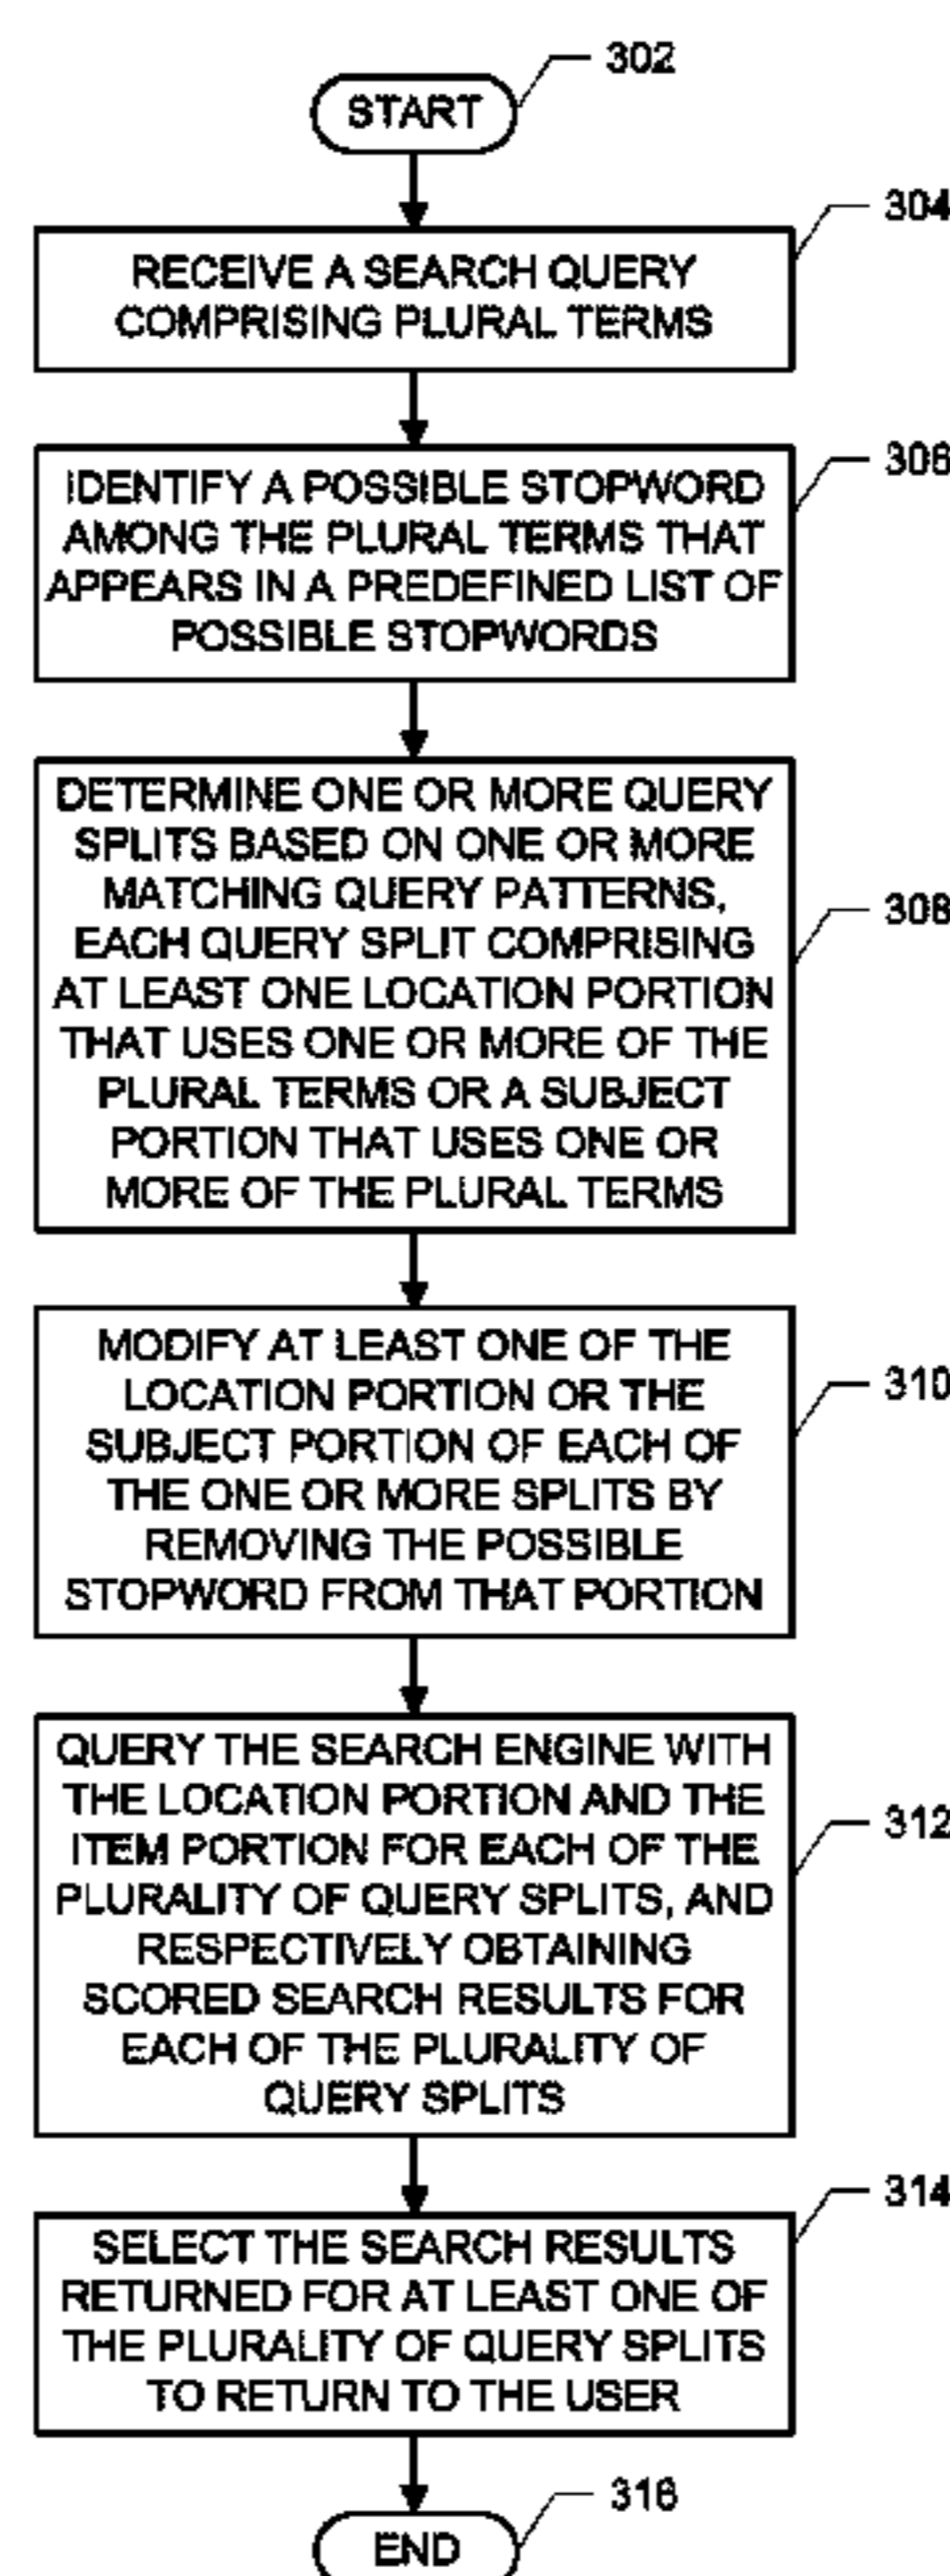 302
START
304
RECEIVE A SEARCH QUERY
COMPRISING PLURAL TERMS
306
IDENTIFY A POSSIBLE STOPWORD
AMONG THE PLURAL TERMS THAT
APPEARS IN A PREDEFINED LIST OF
POSSIBLE STOPWORDS
308
DETERMINE ONE OR MORE QUERY
SPLITS BASED ON ONE OR MORE
MATCHING QUERY PATTERNS,
EACH QUERY SPLIT COMPRISING
AT LEAST ONE LOCATION PORTION
THAT USES ONE OR MORE OF THE
PLURAL TERMS OR A SUBJECT
PORTION THAT USES ONE OR
MORE OF THE PLURAL TERMS
310
MODIFY AT LEAST ONE OF THE
LOCATION PORTION OR THE
SUBJECT PORTION OF EACH OF
THE ONE OR MORE SPLITS BY
REMOVING THE POSSIBLE
STOPWORD FROM THAT PORTION
312
QUERY THE SEARCH ENGINE WITH
THE LOCATION PORTION AND THE
ITEM PORTION FOR EACH OF THE
PLURALITY OF QUERY SPLITS, AND
RESPECTIVELY OBTAINING
SCORED SEARCH RESULTS FOR
EACH OF THE PLURALITY OF
QUERY SPLITS
314
SELECT THE SEARCH RESULTS
RETURNED FOR AT LEAST ONE OF
THE PLURALITY OF QUERY SPLITS
TO RETURN TO THE USER
316
END